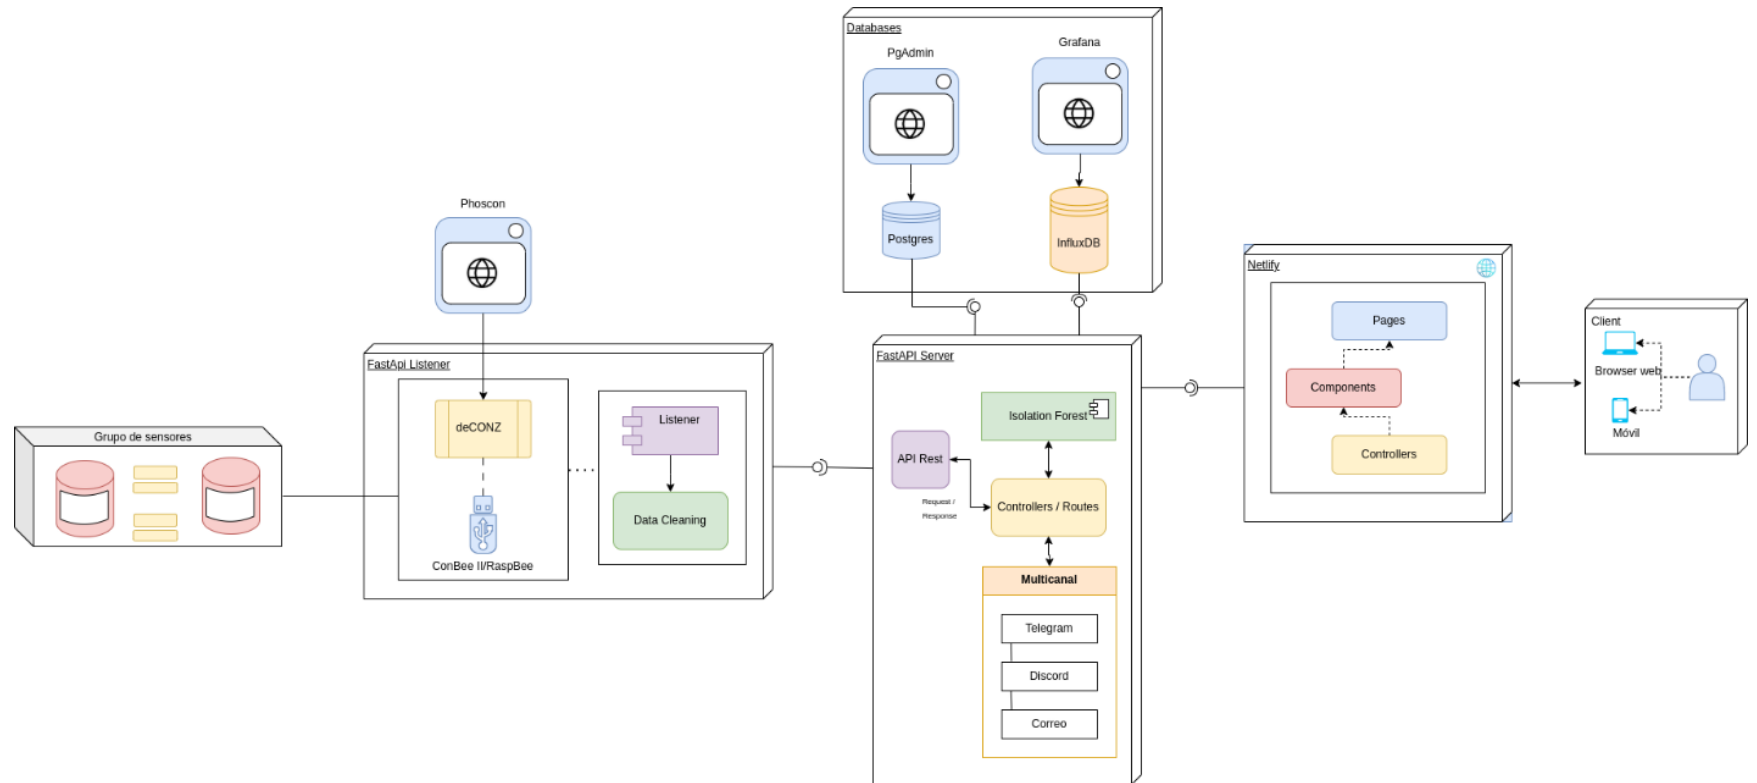 Databases
PgAdmin
Grafana
Postgres
InfluxDB
Phoscon
FastApi Listener
deCONZ
ConBee II/RaspBee
Listener
Data Cleaning
Grupo de sensores
FastAPI Server
Isolation Forest
API Rest
Request /
Response
Controllers / Routes
Multicanal
Telegram
Discord
Correo
Netlify
Pages
Components
Controllers
Client
Browser web
Móvil